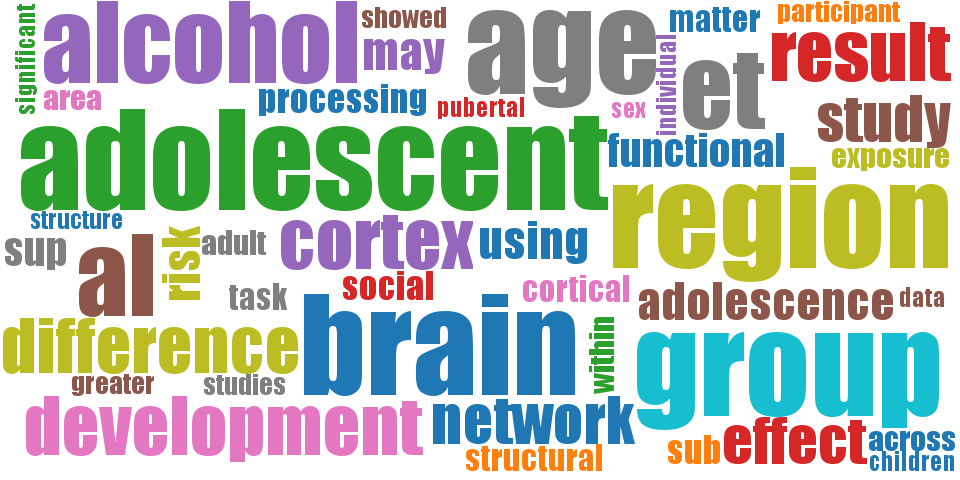 significant
alcohol
showed
may
age
matter
participant
result
area
processing
pubertal
sex
individual
et
study
adolescent
functional
exposure
region
structure
sup
al
risk
adult
cortex
using
task
social
cortical
adolescence
data
difference
brain
within
group
greater
studies
development
network
structural
sub
effect
across
children